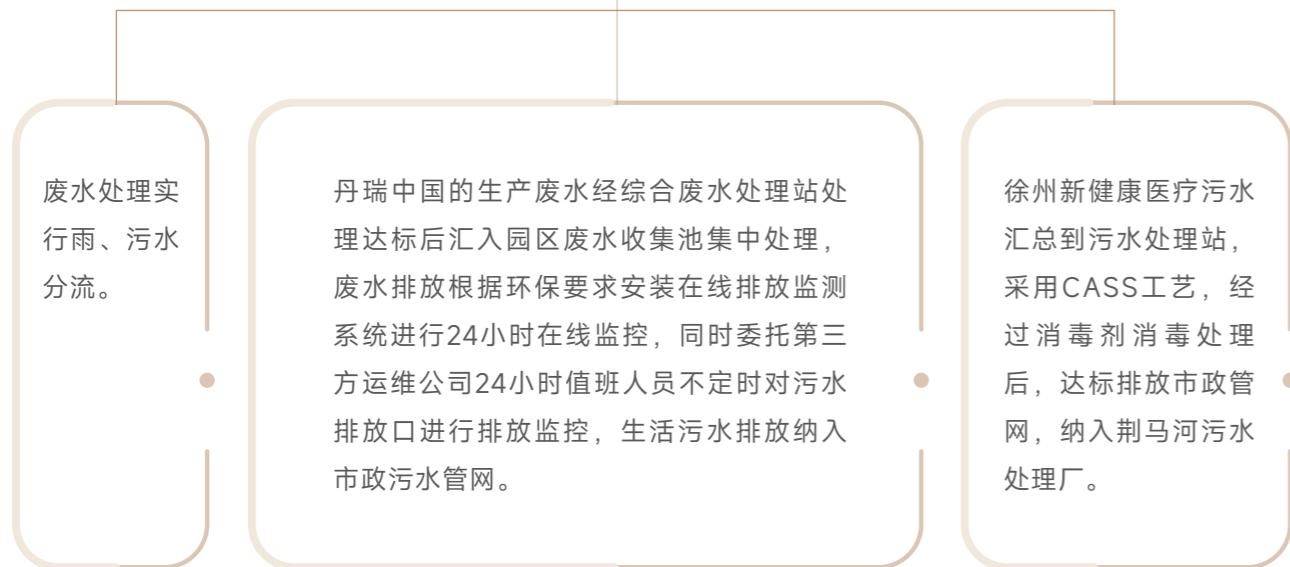 废水处理实
行雨、污水
分流。
丹瑞中国的生产废水经综合废水处理站处
理达标后汇入园区废水收集池集中处理，
废水排放根据环保要求安装在线排放监测
系统进行24小时在线监控，同时委托第三
方运维公司24小时值班人员不定时对污水
排放口进行排放监控，生活污水排放纳入
市政污水管网。
徐州新健康医疗污水
汇总到污水处理站，
采用CASS工艺，经
过消毒剂消毒处理
后，达标排放市政管
网，纳入荆马河污水
处理厂。